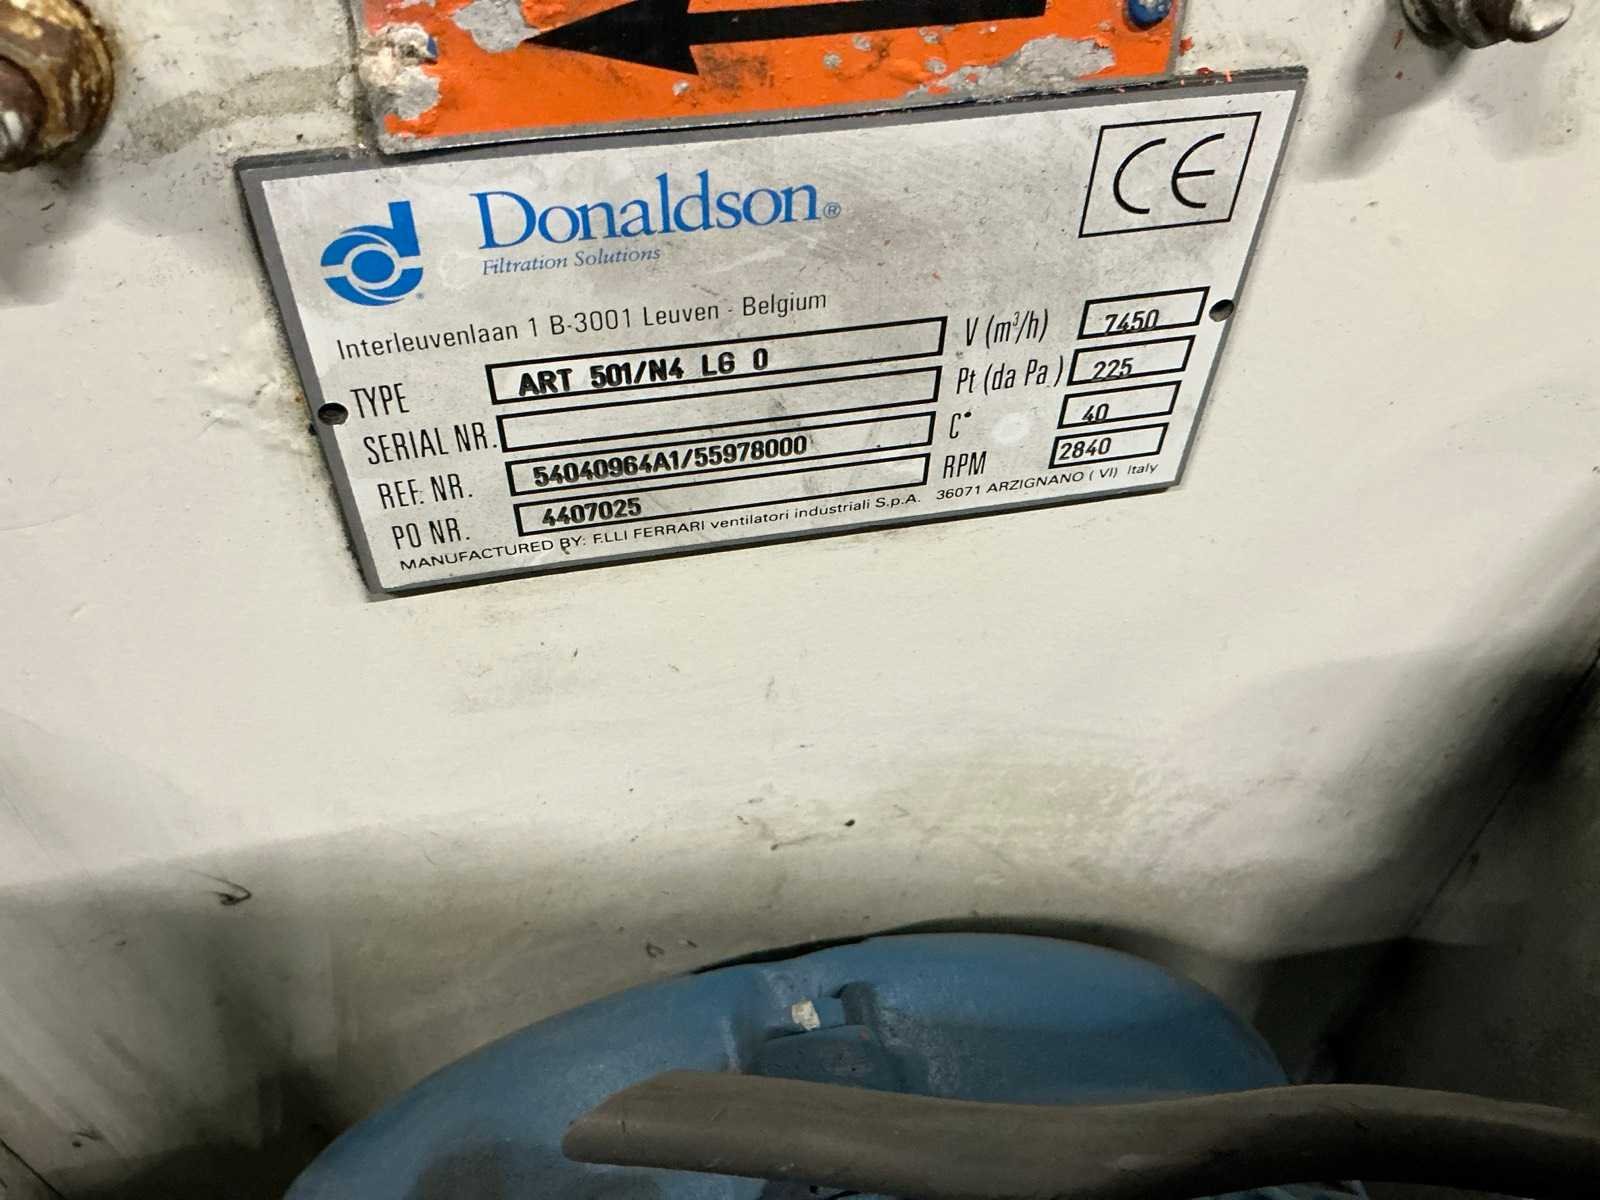 Donaldson®
Filtration Solutions
CE
Interleuvenlaan 1 B-3001 Leuven - Belgium
TYPE ART 501/N4 LG 0
SERIAL NR.
REF. NR. 54040964A1/55978000
PO NR. 4407025
V (m³/h) 7450
Pt (da Pa) 225
C° 40
RPM 2840
MANUFACTURED BY: F.LLI FERRARI ventilatori industriali S.p.A. 36071 ARZIGNANO (VI) Italy